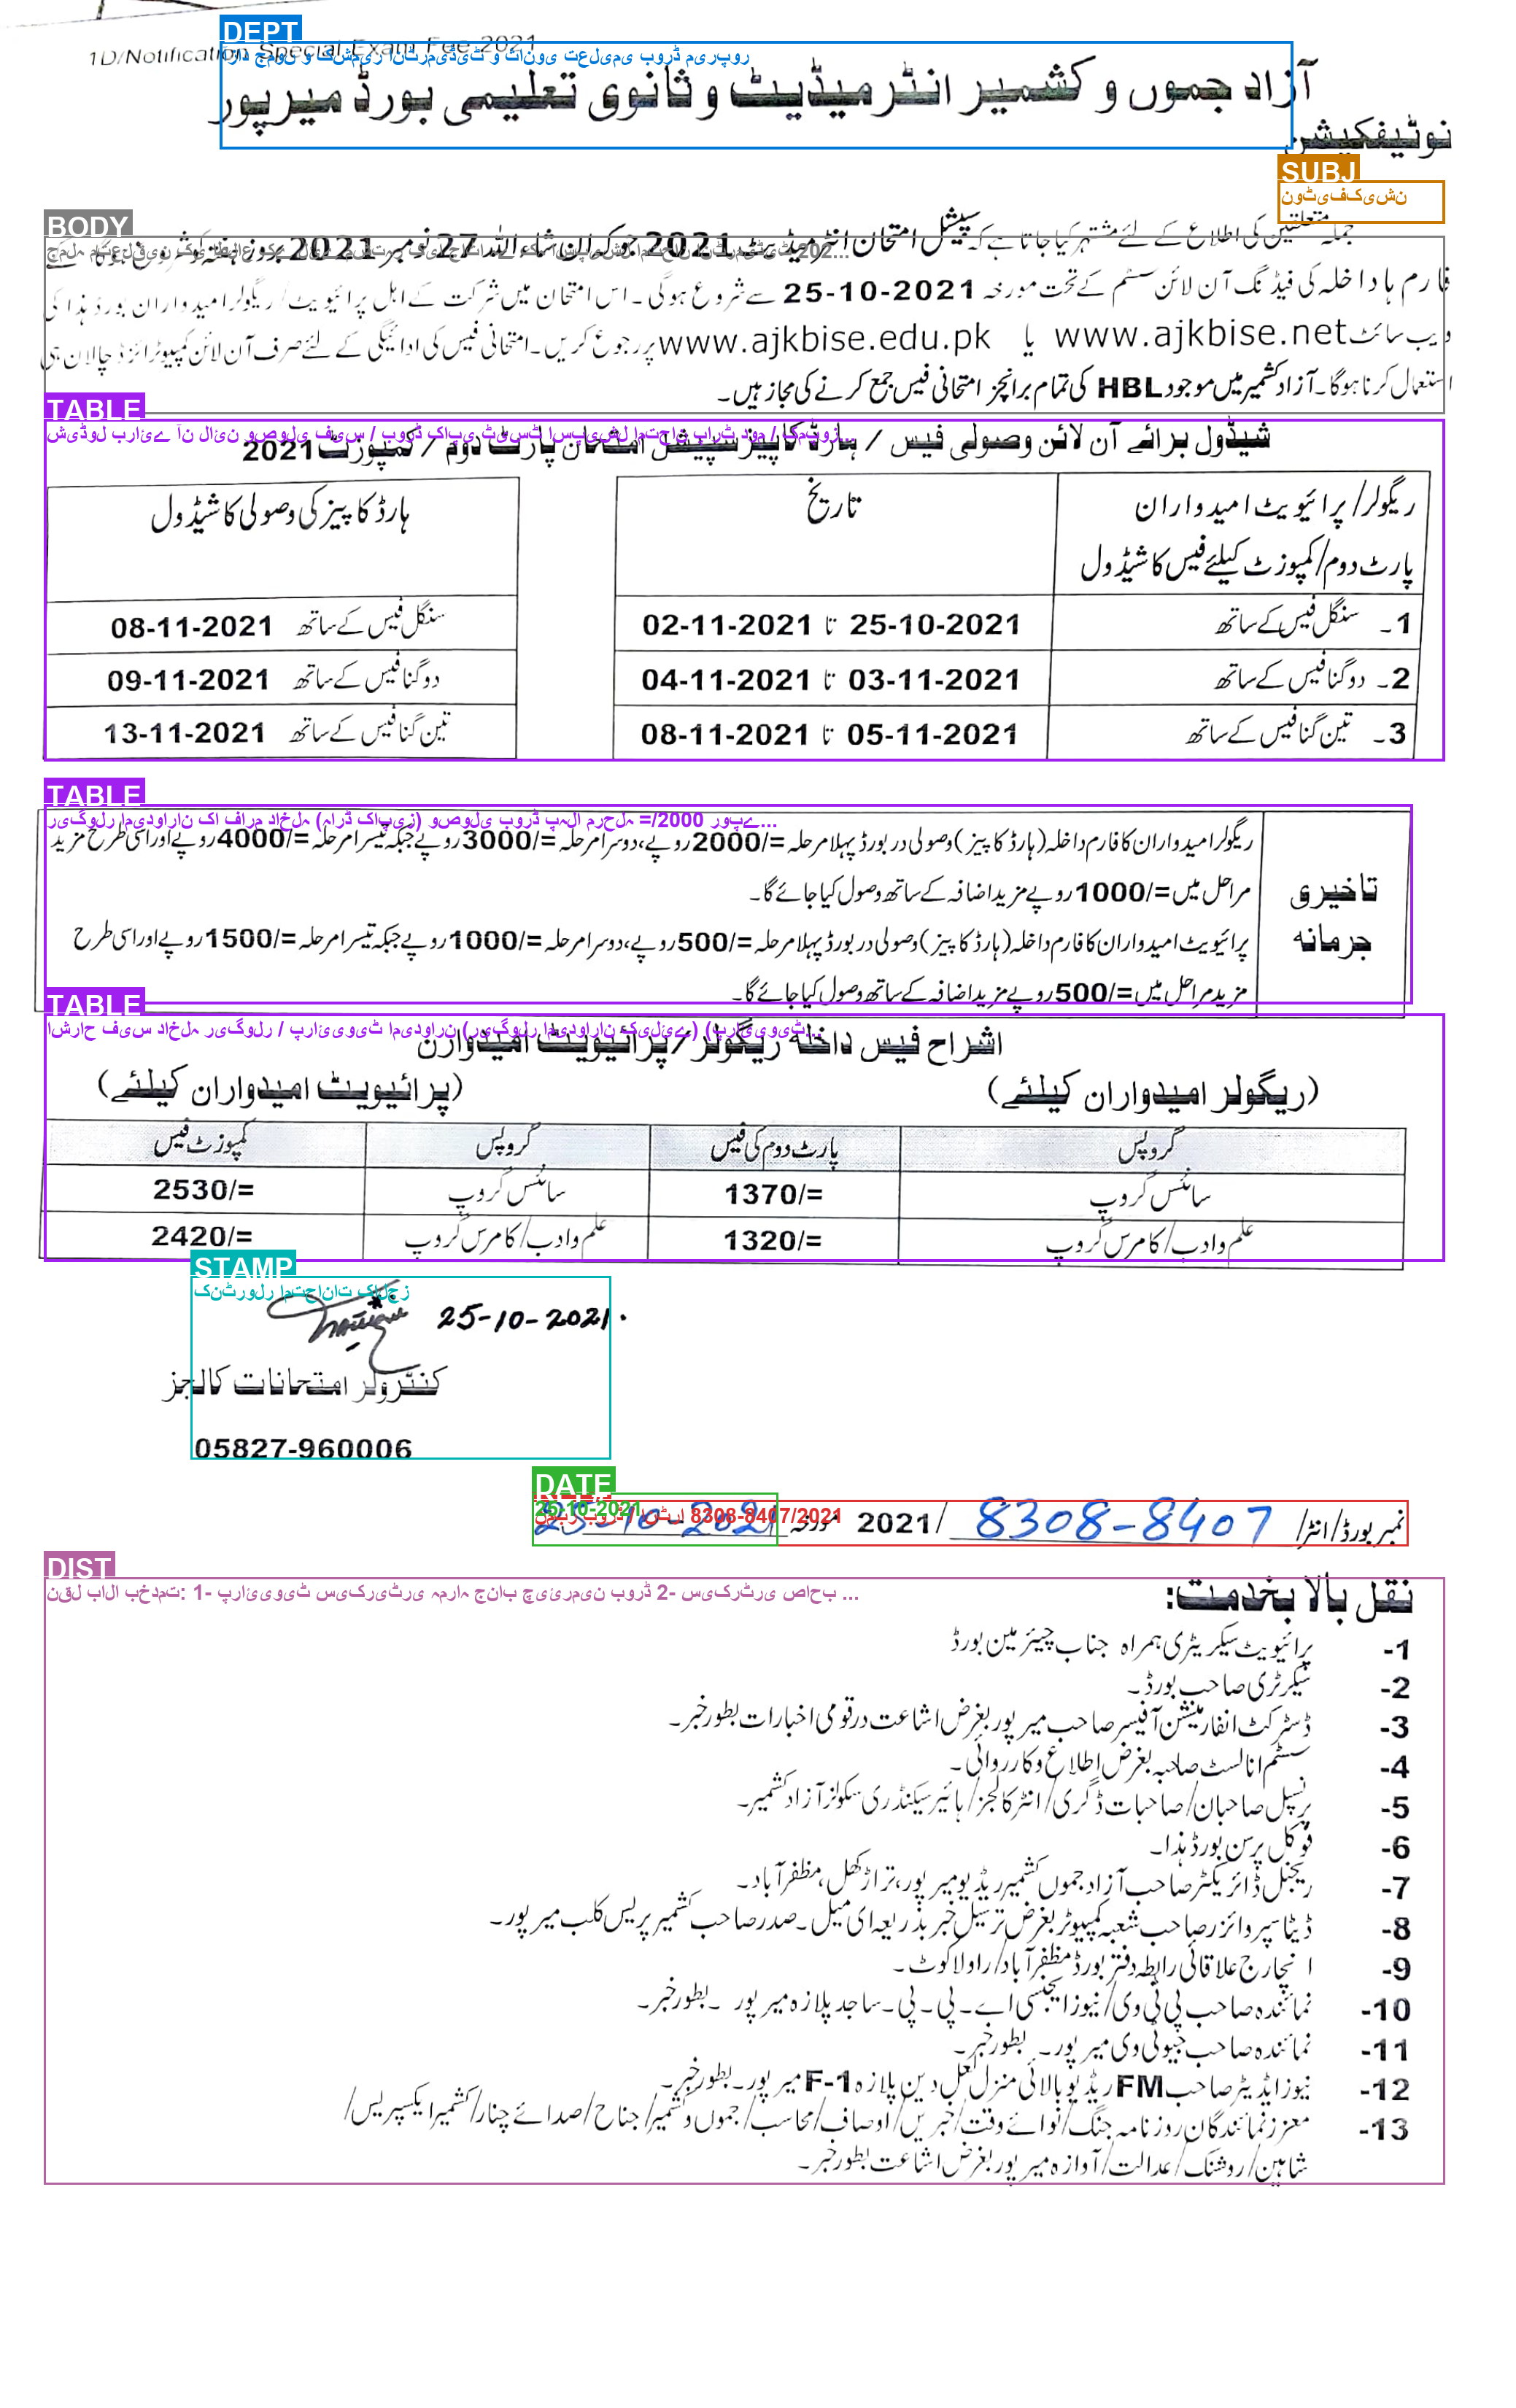 1D/Notification Special Exam Fee 2021
DEPT
آزاد جموں و کشمیر انٹرمیڈیٹ و ثانوی تعلیمی بورڈ میرپور
نوٹیفکیشن
SUBJ
نوٹیفکیشن
BODY
جملہ متعلقین کی اطلاع کے لئے مشتہر کیا جاتا ہے کہ سپیشل امتحان انٹرمیڈیٹ 2021 جو کہ ان شاء اللہ 27 نومبر 2021 بروز ہفتہ کو شروع ہوگا کے
فارم ہا داخلہ کی فیڈنگ آن لائن سسٹم کے تحت مورخہ 25-10-2021 سے شروع ہوگی۔ اس امتحان میں شرکت کے اہل پرائیویٹ/ریگولر امیدواران بورڈ ہذا کی
ویب سائٹ www.ajkbise.net یا www.ajkbise.edu.pk پر رجوع کریں۔ امتحانی فیس کی ادائیگی کے لئے صرف آن لائن کمپیوٹرائزڈ چالان ہی
استعمال کرنا ہوگا۔ آزاد کشمیر میں موجود HBL کی تمام برانچز امتحانی فیس جمع کرنے کی مجاز ہیں۔
TABLE
شیڈول برائے آن لائن وصولی فیس / ہارڈ کاپیز سپیشل امتحان پارٹ دوم / کمپوزٹ 2021
ریگولر/پرائیویٹ امیدواران پارٹ دوم/کمپوزٹ کیلئے فیس کا شیڈول تاریخ ہارڈ کاپیز کی وصولی کا شیڈول
1۔ سنگل فیس کے ساتھ 25-10-2021 تا 02-11-2021 سنگل فیس کے ساتھ 08-11-2021
2۔ دوگنا فیس کے ساتھ 03-11-2021 تا 04-11-2021 دوگنا فیس کے ساتھ 09-11-2021
3۔ تین گنا فیس کے ساتھ 05-11-2021 تا 08-11-2021 تین گنا فیس کے ساتھ 13-11-2021
TABLE
تاخیری جرمانہ
ریگولر امیدواران کا فارم داخلہ (ہارڈ کاپیز) وصولی در بورڈ پہلا مرحلہ =/2000 روپے، دوسرا مرحلہ =/3000 روپے جبکہ تیسرا مرحلہ =/4000 روپے اور اسی طرح مزید
مراحل میں =/1000 روپے مزید اضافہ کے ساتھ وصول کیا جائے گا۔
پرائیویٹ امیدواران کا فارم داخلہ (ہارڈ کاپیز) وصولی در بورڈ پہلا مرحلہ =/500 روپے، دوسرا مرحلہ =/1000 روپے جبکہ تیسرا مرحلہ =/1500 روپے اور اسی طرح
مزید مراحل میں =/500 روپے مزید اضافہ کے ساتھ وصول کیا جائے گا۔
TABLE
اشراح فیس داخلہ ریگولر / پرائیویٹ امیدوارن
(ریگولر امیدواران کیلئے) (پرائیویٹ امیدواران کیلئے)
گروپس پارٹ دوم کی فیس گروپس کمپوزٹ فیس
سائنس گروپ 1370/= سائنس گروپ 2530/=
علم وادب/کامرس گروپ 1320/= علم وادب/کامرس گروپ 2420/=
STAMP
کنٹرولر امتحانات کالجز
25-10-2021.
کنٹرولر امتحانات کالجز
05827-960006
DATE
نمبر بورڈ/انٹر/ 8308-8407 /2021 مورخہ 25-10-2021
DIST
نقل بالا بخدمت:
1- پرائیویٹ سیکریٹری ہمراہ جناب چیئرمین بورڈ
2- سیکرٹری صاحب بورڈ۔
3- ڈسٹرکٹ انفارمیشن آفیسر صاحب میرپور بغرض اشاعت در قومی اخبارات بطور خبر۔
4- سسٹم انالسٹ صاحبہ بغرض اطلاع و کارروائی۔
5- پرنسپل صاحبان/صاحبات ڈگری/انٹر کالجز/ہائیر سیکنڈری سکولز آزاد کشمیر۔
6- فوکل پرسن بورڈ ہذا۔
7- ریجنل ڈائریکٹر صاحب آزاد جموں کشمیر ریڈیو میرپور، تراڑکھل، مظفرآباد۔
8- ڈیٹا سپروائزر صاحب شعبہ کمپیوٹر بغرض ترسیل خبر بذریعہ ای میل۔ صدر صاحب کشمیر پریس کلب میرپور۔
9- انچارج علاقائی رابطہ دفتر بورڈ مظفرآباد/راولاکوٹ۔
10- نمائندہ صاحب پی ٹی وی/نیوز ایجنسی اے۔پی۔پی۔ ساجد پلازہ میرپور۔ بطور خبر۔
11- نمائندہ صاحب جیو ٹی وی میرپور۔ بطور خبر۔
12- نیوز ایڈیٹر صاحب FM ریڈیو بالائی منزل لعل دین پلازہ F-1 میرپور۔ بطور خبر۔
13- معزز نمائندگان روزنامہ جنگ/نوائے وقت/خبریں/اوصاف/محاسب/جموں وکشمیر/جناح/صدائے چنار/کشمیر ایکسپریس/
شاہین/روشنک/عدالت/آوازہ میرپور بغرض اشاعت بطور خبر۔